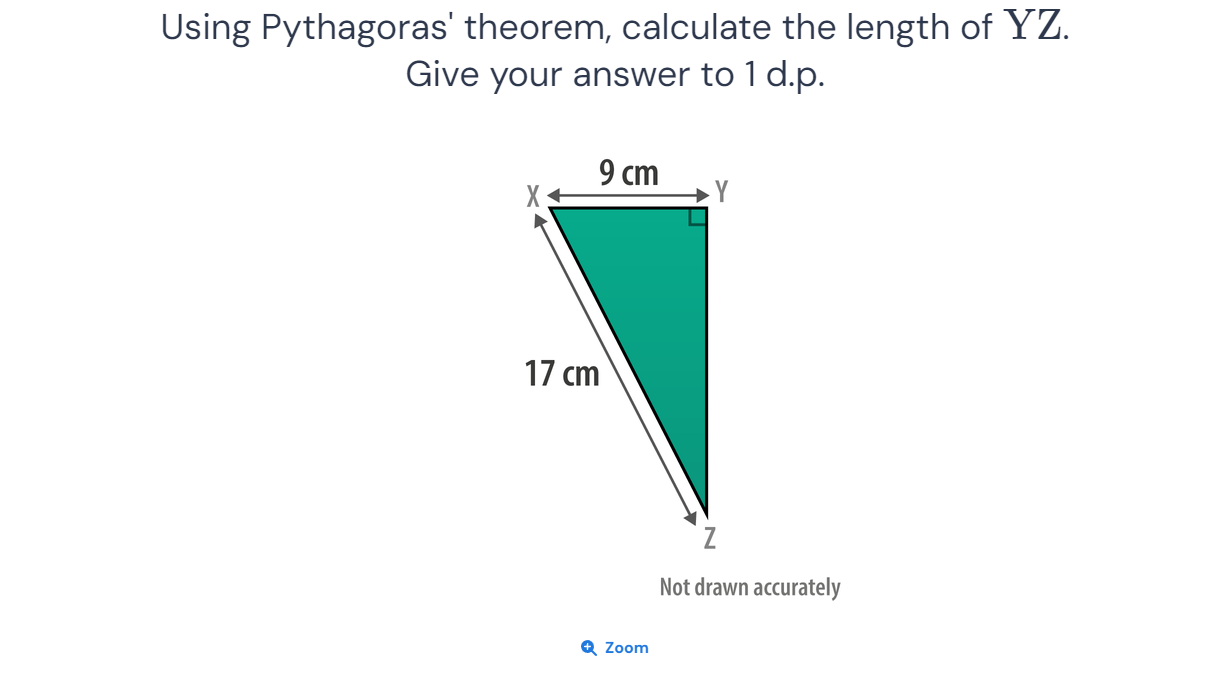 Using Pythagoras' theorem, calculate the length of YZ.
Give your answer to 1 d.p.
9 cm
X
Y
17 cm
Z
Not drawn accurately
Zoom